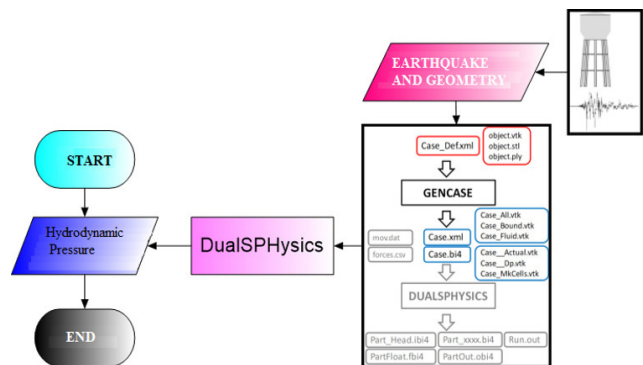 EARTHQUAKE
AND GEOMETRY
START
Hydrodynamic
Pressure
END
DualSPHysics
Case_Def.xml
object.vtk
object.stl
object.ply
GENCASE
mov.dat
forces.csv
Case.xml
Case.bi4
Case_All.vtk
Case_Bound.vtk
Case_Fluid.vtk
Case__Actual.vtk
Case__Dp.vtk
Case_MkCells.vtk
DUALSPHYSICS
Part_Head.ibi4
Part_xxxx.bi4
Run.out
PartFloat.fbi4
PartOut.obi4